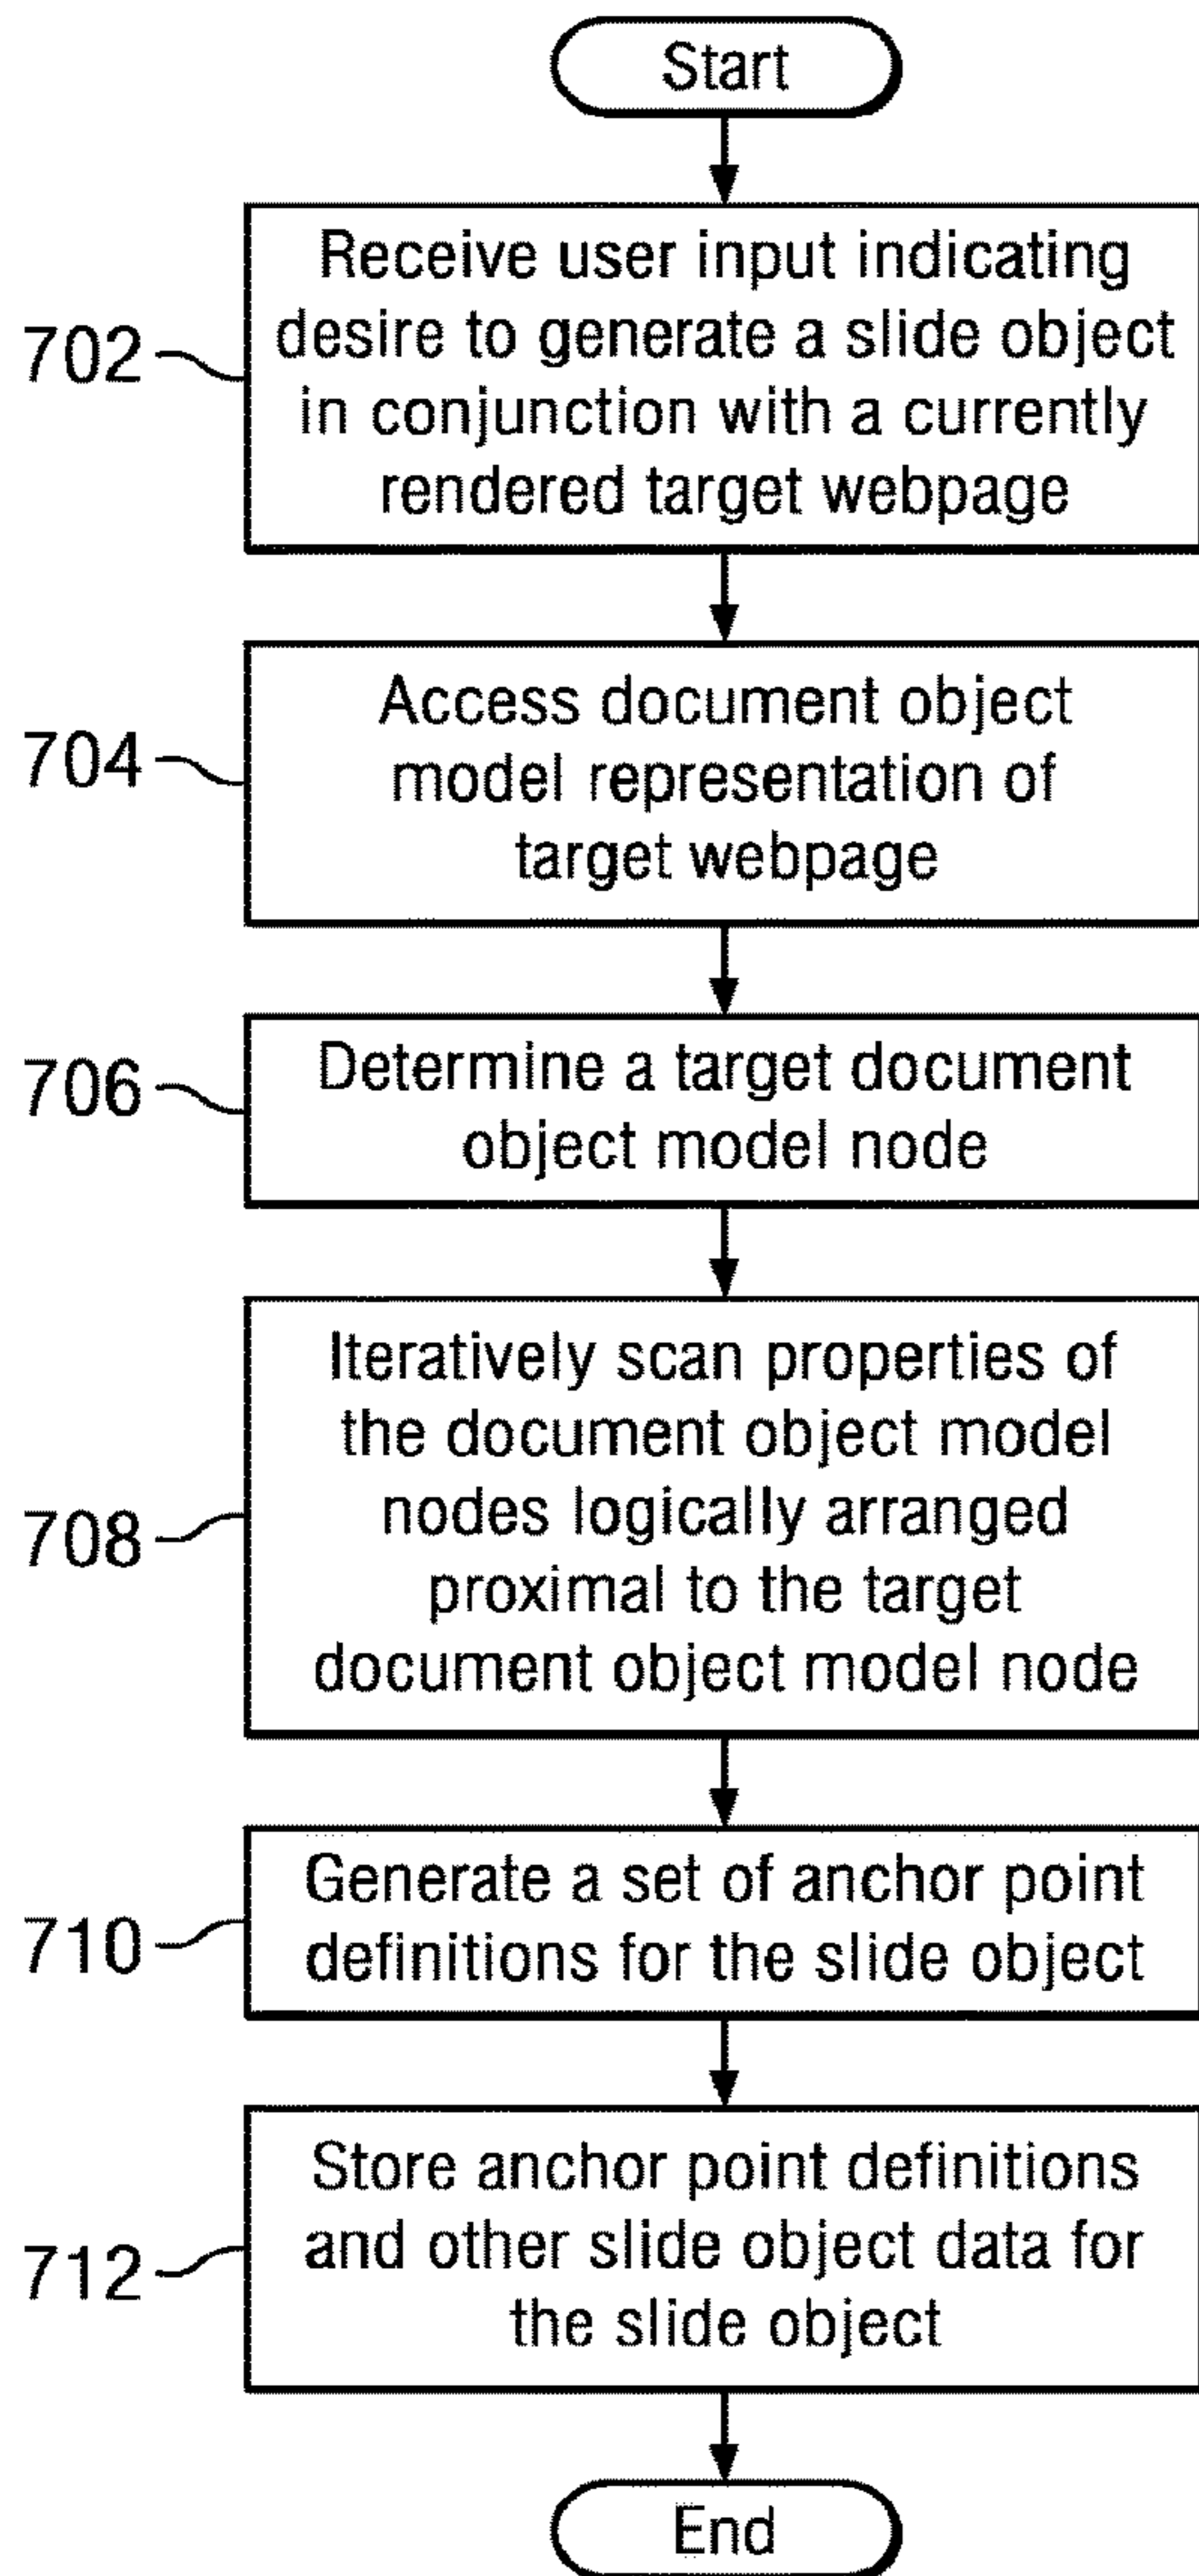 Start
702
Receive user input indicating
desire to generate a slide object
in conjunction with a currently
rendered target webpage
704
Access document object
model representation of
target webpage
706
Determine a target document
object model node
708
Iteratively scan properties of
the document object model
nodes logically arranged
proximal to the target
document object model node
710
Generate a set of anchor point
definitions for the slide object
712
Store anchor point definitions
and other slide object data for
the slide object
End